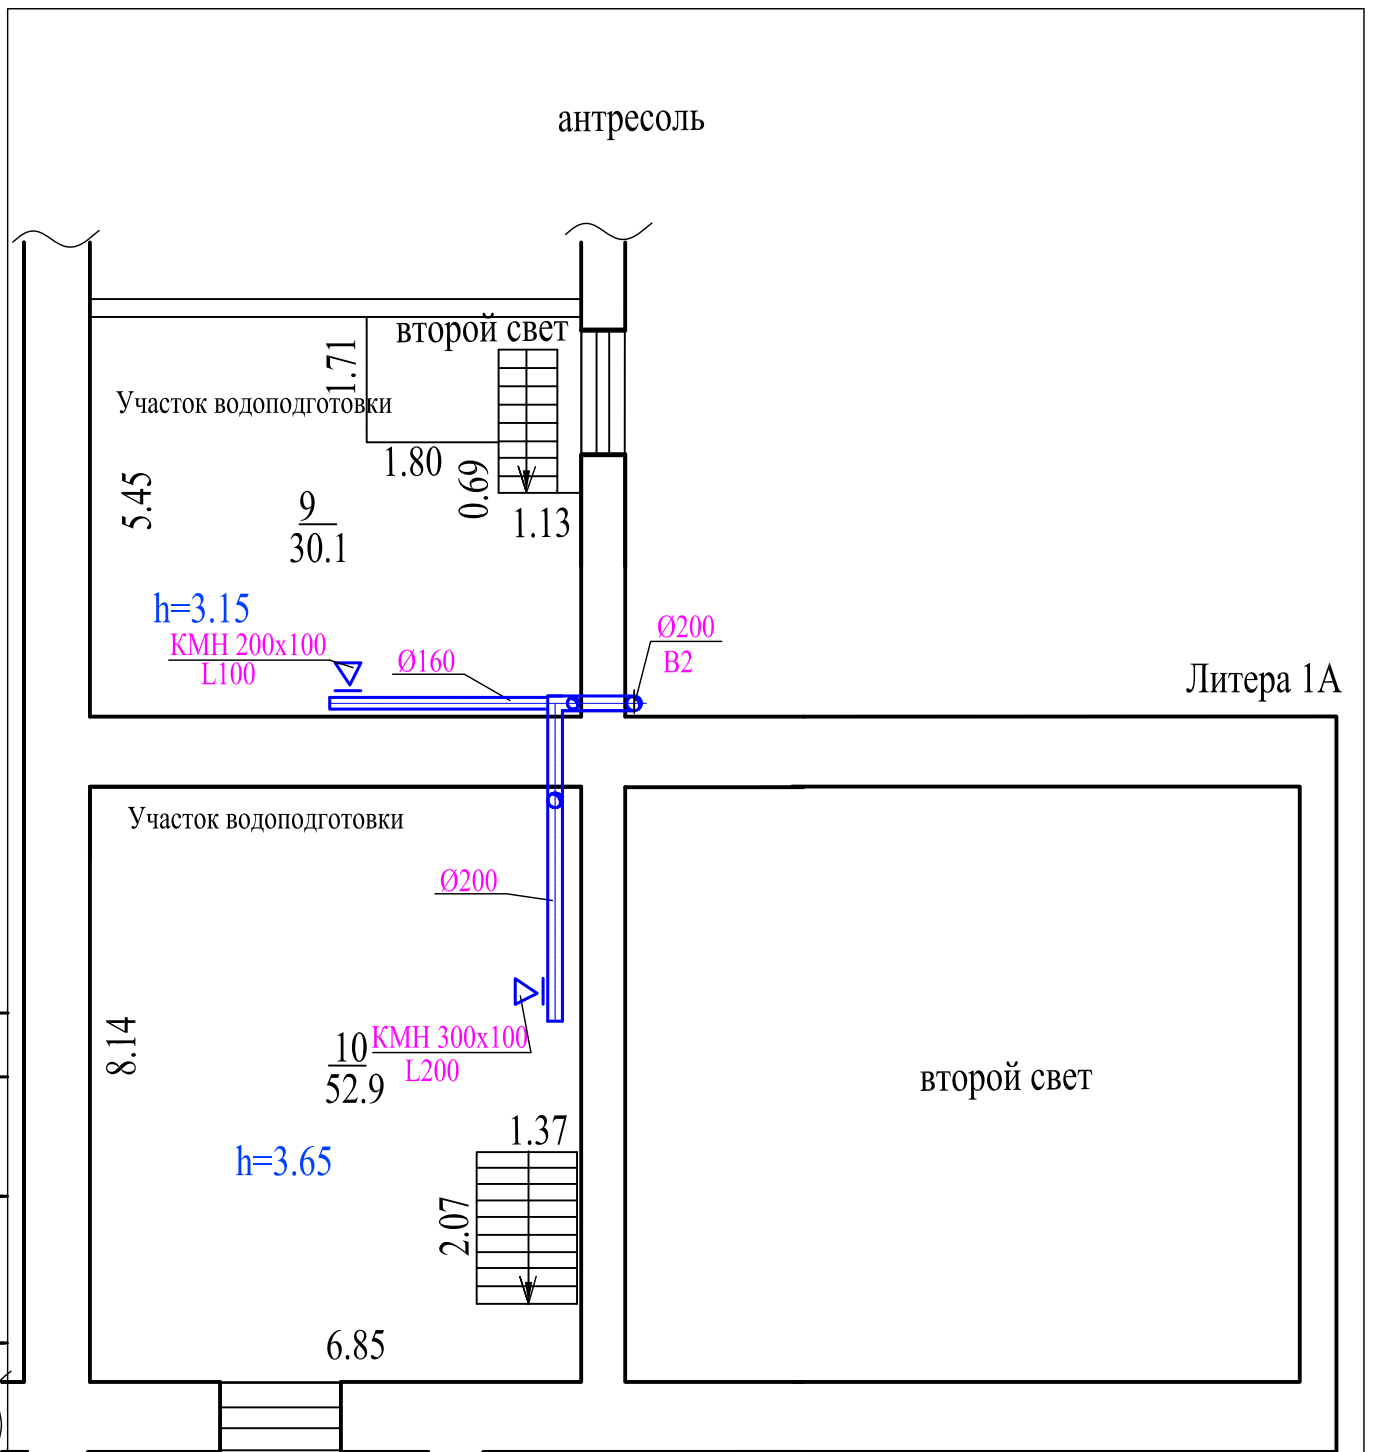 антресоль
второй свет
1.71
Участок водоподготовки
1.80
0.69
5.45
1.13
9
30.1
h=3.15
КМН 200х100
L100
Ø160
Ø200
В2
Литера 1А
Участок водоподготовки
Ø200
8.14
10
52.9
КМН 300х100
L200
второй свет
1.37
h=3.65
2.07
6.85